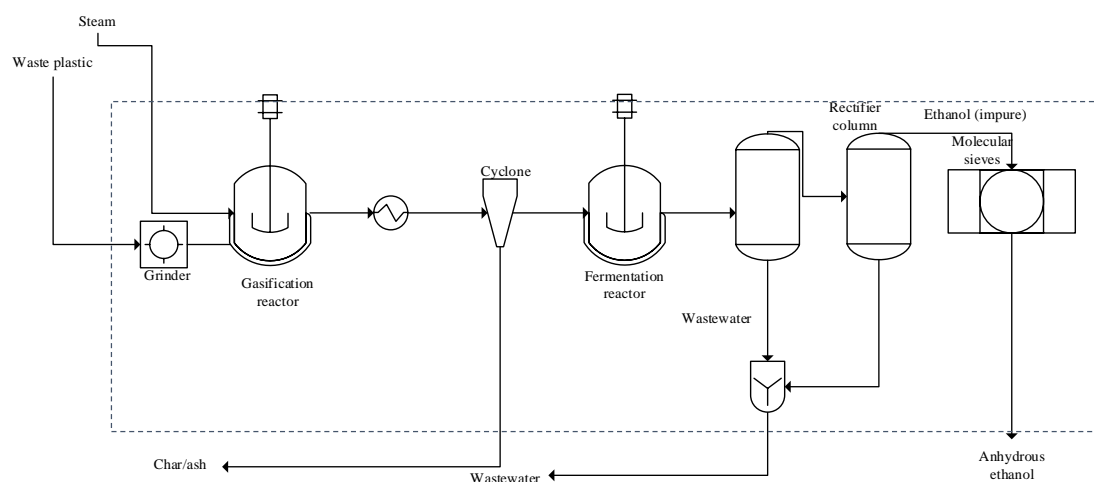 Steam
Waste plastic
Rectifier
column
Ethanol (impure)
Molecular
sieves
Cyclone
Grinder
Gasification
reactor
Fermentation
reactor
Wastewater
Char/ash
Wastewater
Anhydrous
ethanol